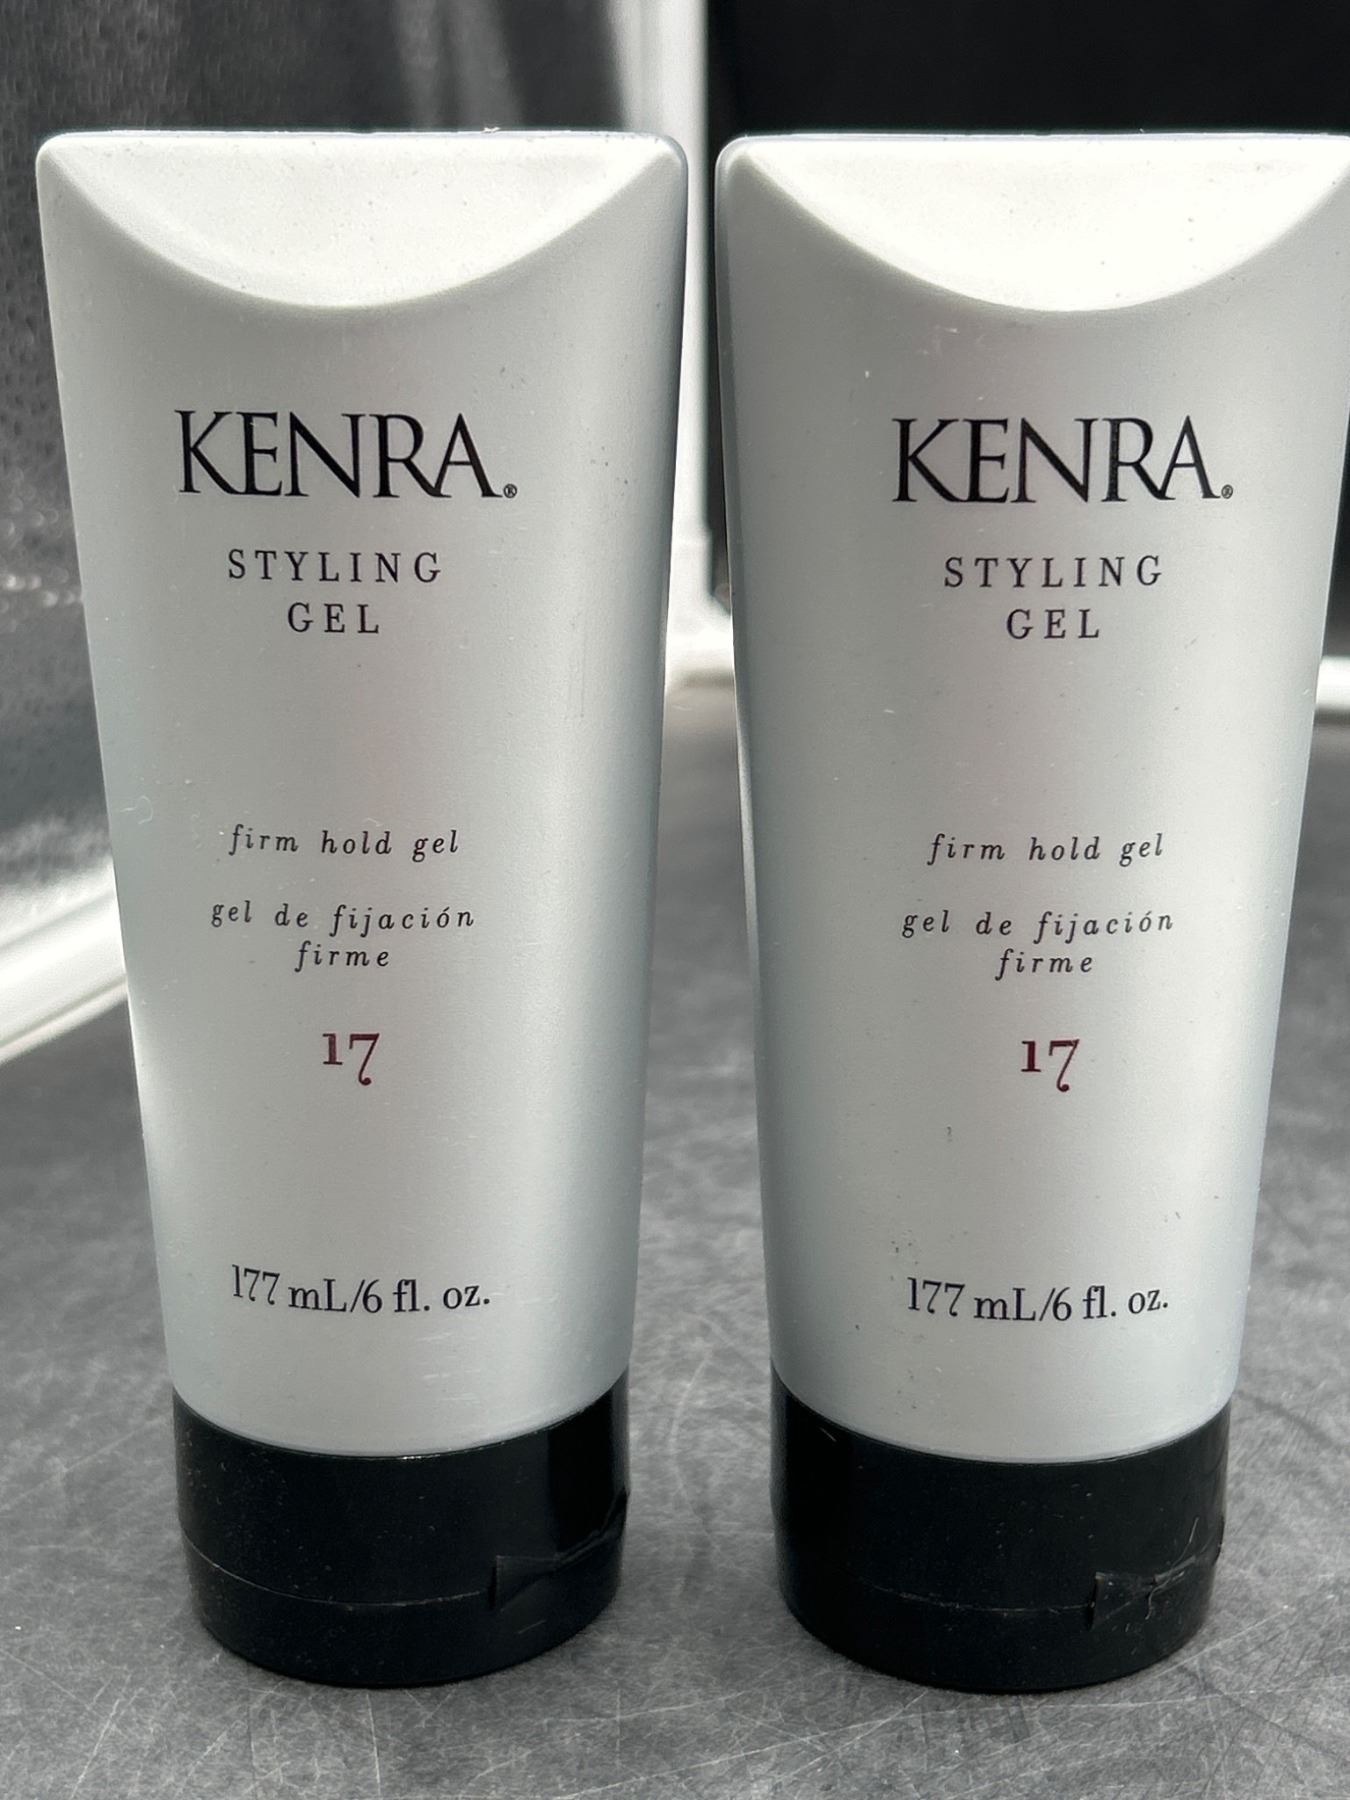 KENRA®
STYLING
GEL
firm hold gel
gel de fijación
firme
17
177 mL/6 fl. oz.
KENRA®
STYLING
GEL
firm hold gel
gel de fijación
firme
17
177 mL/6 fl. oz.